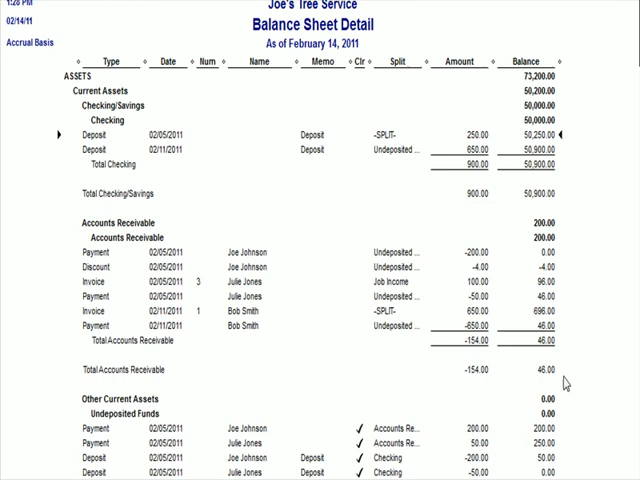 1:28 PM
Joe's Tree Service
02/14/11
Balance Sheet Detail
Accrual Basis
As of February 14, 2011
Type Date Num Name Memo Clr Split Amount Balance
ASSETS 73,200.00
Current Assets 50,200.00
Checking/Savings 50,000.00
Checking 50,000.00
Deposit 02/05/2011 Deposit -SPLIT- 250.00 50,250.00
Deposit 02/11/2011 Deposit Undeposited ... 650.00 50,900.00
Total Checking 900.00 50,900.00
Total Checking/Savings 900.00 50,900.00
Accounts Receivable 200.00
Accounts Receivable 200.00
Payment 02/05/2011 Joe Johnson Undeposited ... -200.00 0.00
Discount 02/05/2011 Joe Johnson Undeposited ... -4.00 -4.00
Invoice 02/05/2011 3 Julie Jones Job Income 100.00 96.00
Payment 02/05/2011 Julie Jones Undeposited ... -50.00 46.00
Invoice 02/11/2011 1 Bob Smith -SPLIT- 650.00 696.00
Payment 02/11/2011 Bob Smith Undeposited ... -650.00 46.00
Total Accounts Receivable -154.00 46.00
Total Accounts Receivable -154.00 46.00
Other Current Assets 0.00
Undeposited Funds 0.00
Payment 02/05/2011 Joe Johnson ✓ Accounts Re... 200.00 200.00
Payment 02/05/2011 Julie Jones ✓ Accounts Re... 50.00 250.00
Deposit 02/05/2011 Joe Johnson Deposit ✓ Checking -200.00 50.00
Deposit 02/05/2011 Julie Jones Deposit ✓ Checking -50.00 0.00